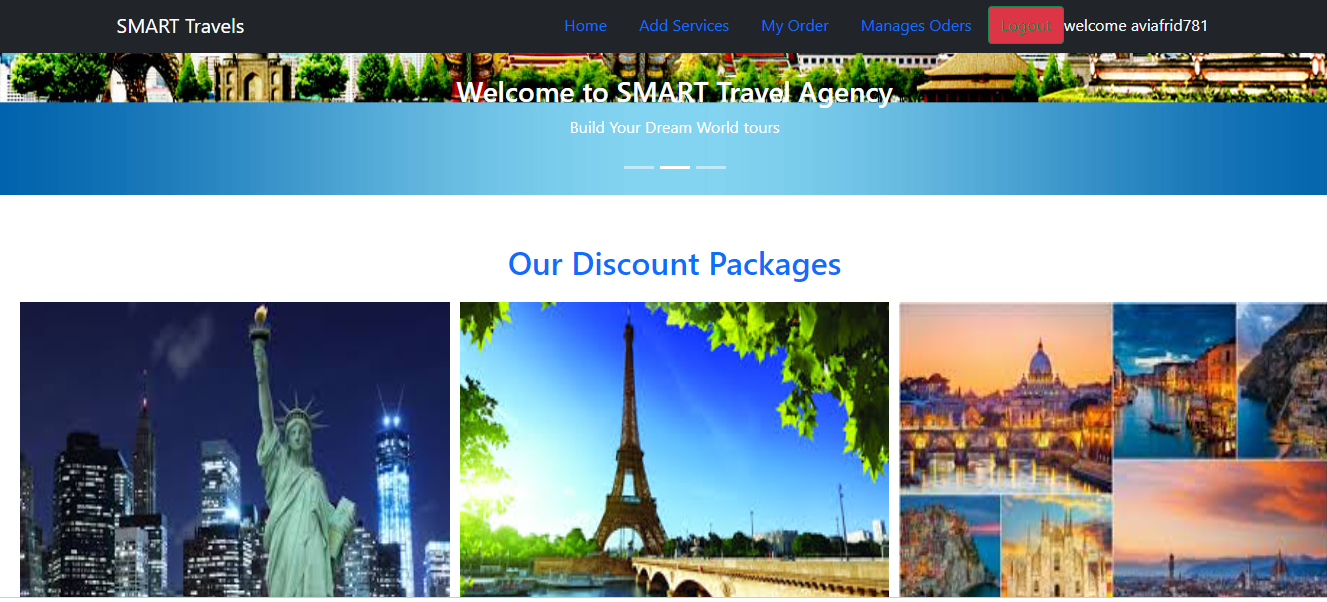 SMART Travels Home Add Services My Order Manages Oders Logout welcome aviafrid781
Welcome to SMART Travel Agency.
Build Your Dream World tours
Our Discount Packages